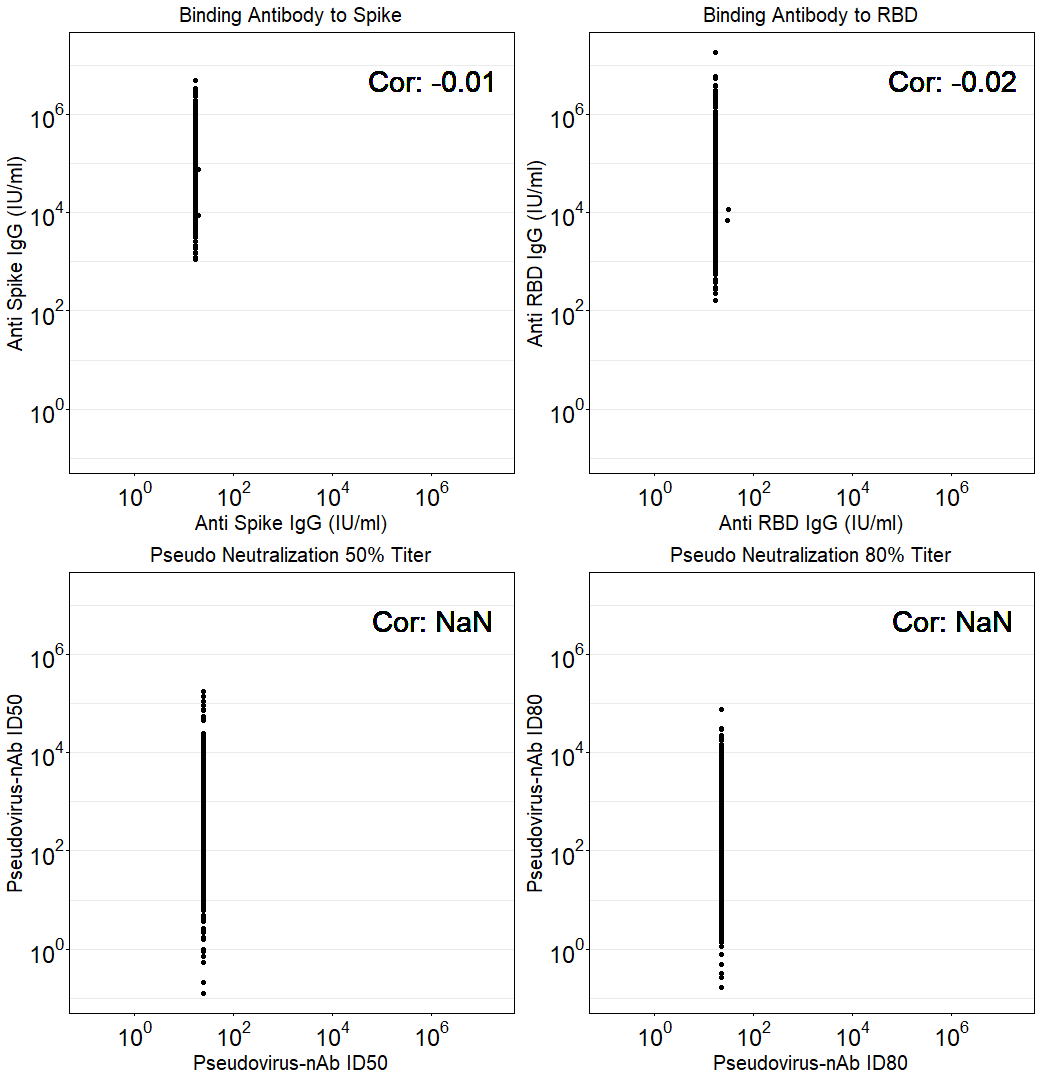 Binding Antibody to Spike
Cor: -0.01
Anti Spike IgG (IU/ml)
10^6
10^4
10^2
10^0
10^0 10^2 10^4 10^6
Anti Spike IgG (IU/ml)
Binding Antibody to RBD
Cor: -0.02
Anti RBD IgG (IU/ml)
10^6
10^4
10^2
10^0
10^0 10^2 10^4 10^6
Anti RBD IgG (IU/ml)
Pseudo Neutralization 50% Titer
Cor: NaN
Pseudovirus-nAb ID50
10^6
10^4
10^2
10^0
10^0 10^2 10^4 10^6
Pseudovirus-nAb ID50
Pseudo Neutralization 80% Titer
Cor: NaN
Pseudovirus-nAb ID80
10^6
10^4
10^2
10^0
10^0 10^2 10^4 10^6
Pseudovirus-nAb ID80